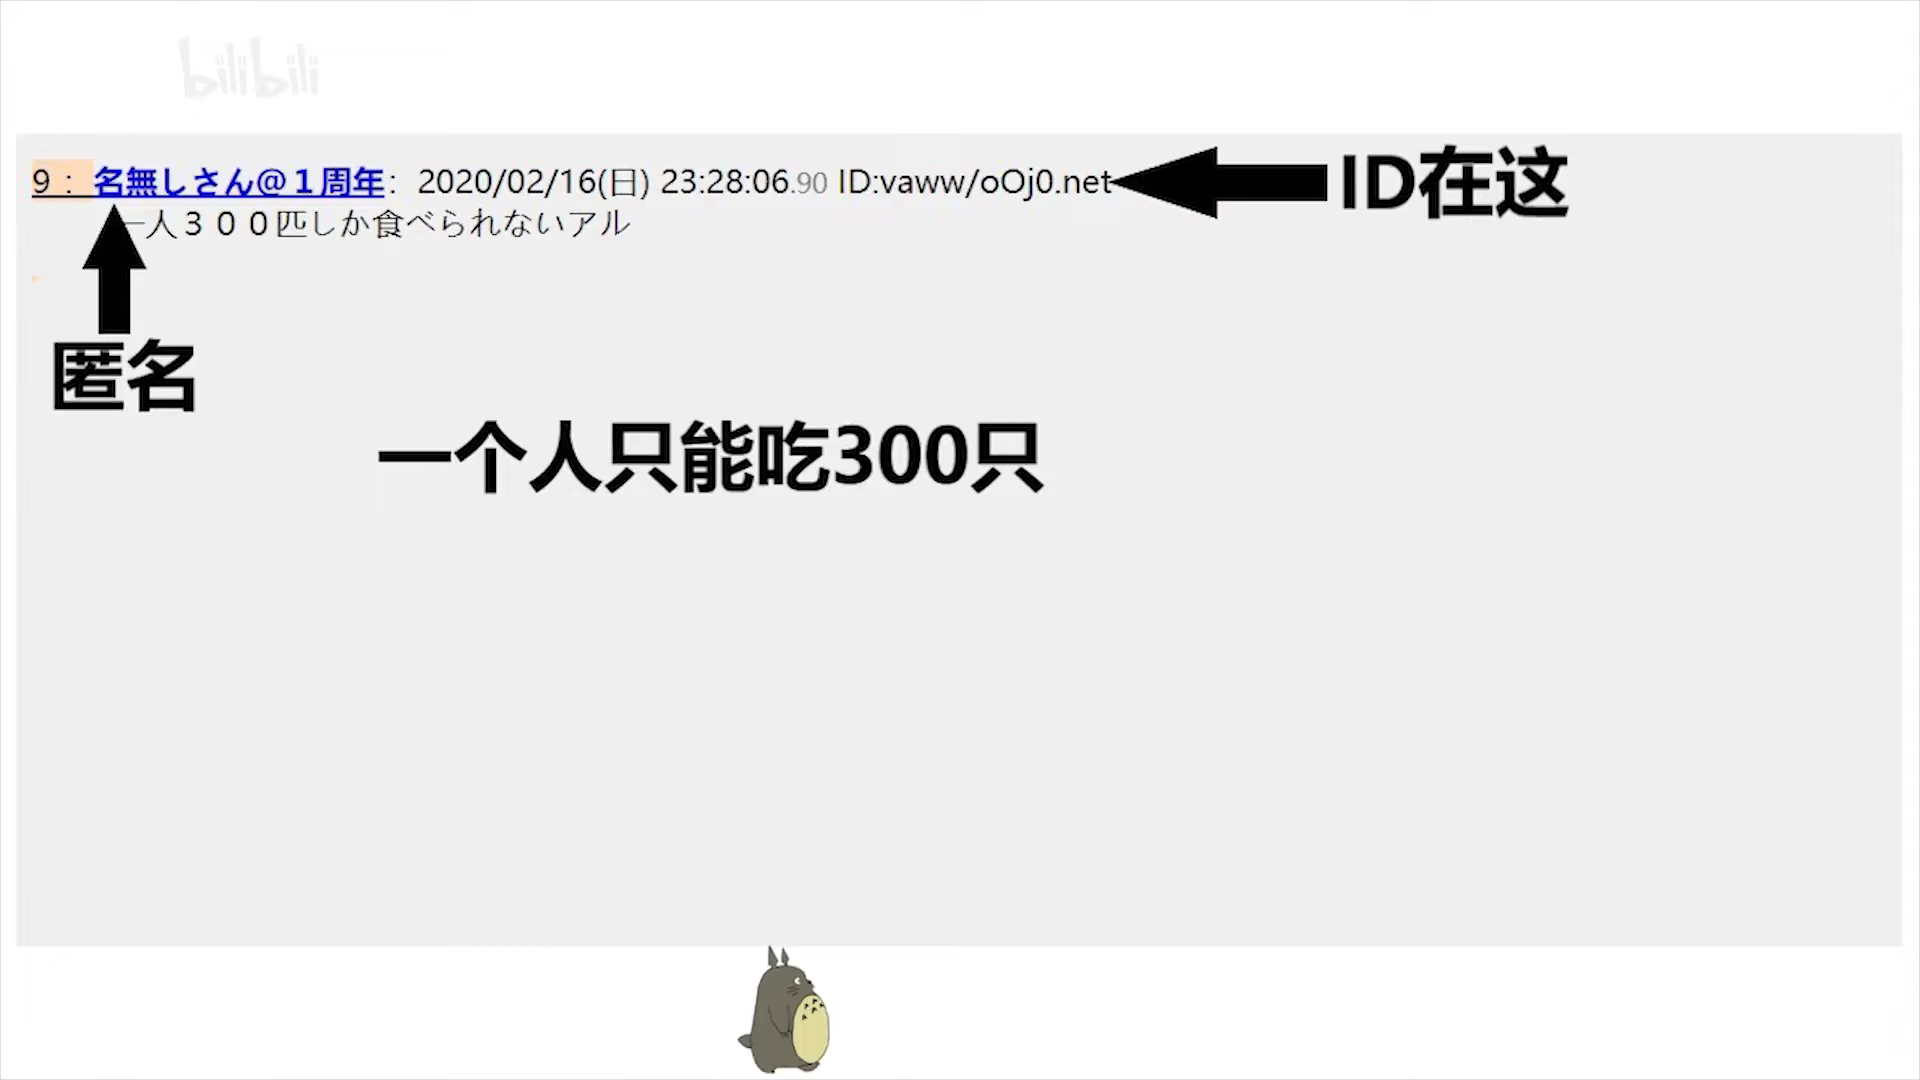 bilibili
9 : 名無しさん@１周年: 2020/02/16(日) 23:28:06.90 ID:vaww/oOj0.net
一人３００匹しか食べられないアル
ID在这
匿名
一个人只能吃300只